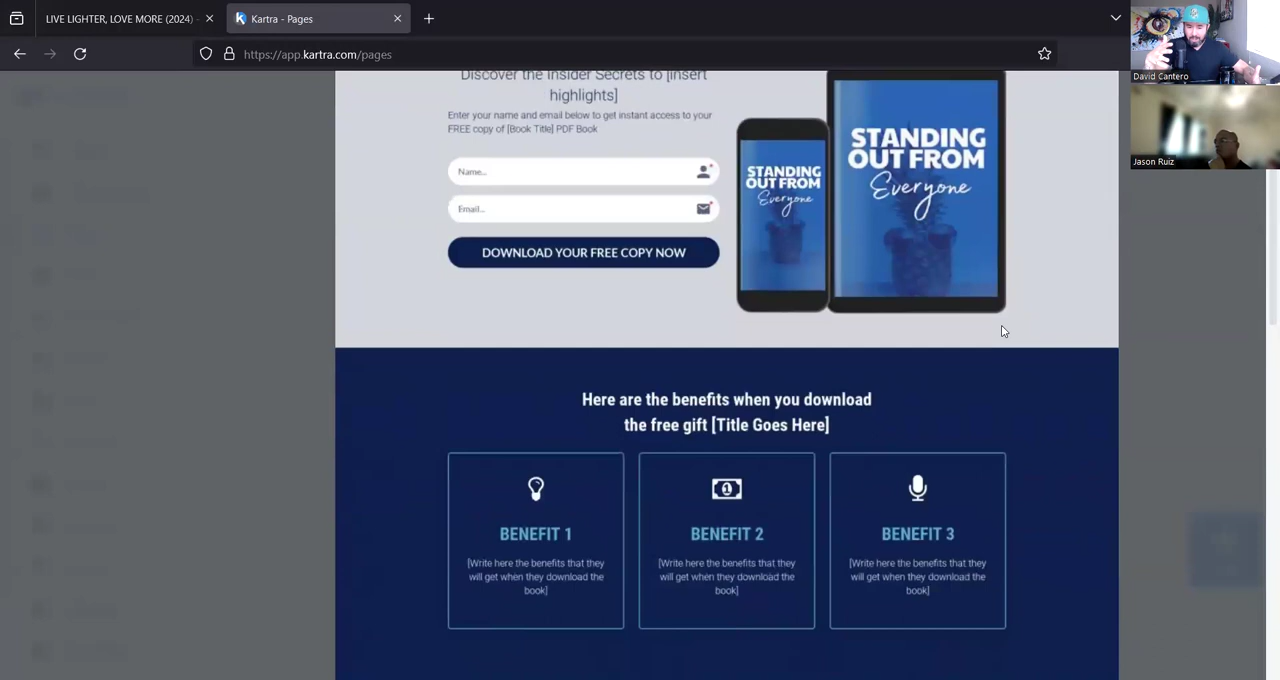 LIVE LIGHTER, LOVE MORE (2024)
Kartra - Pages
https://app.kartra.com/pages
David Cantero
Jason Ruiz
Discover the Insider Secrets to [insert
highlights]
Enter your name and email below to get instant access to your
FREE copy of [Book Title] PDF Book
Name...
Email...
DOWNLOAD YOUR FREE COPY NOW
STANDING
OUT FROM
Everyone
STANDING
OUT FROM
Everyone
Here are the benefits when you download
the free gift [Title Goes Here]
BENEFIT 1
[Write here the benefits that they
will get when they download the
book]
BENEFIT 2
[Write here the benefits that they
will get when they download the
book]
BENEFIT 3
[Write here the benefits that they
will get when they download the
book]